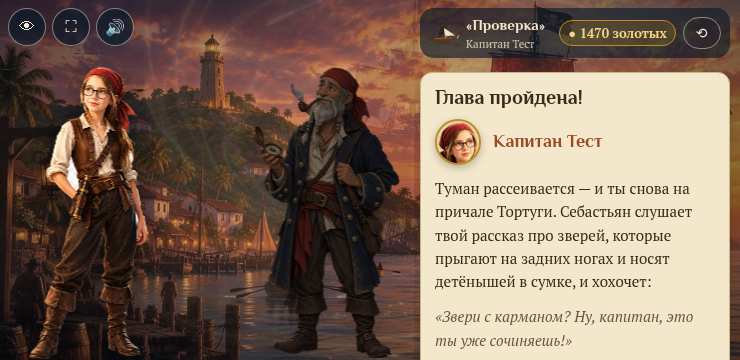 «Проверка»
Капитан Тест
1470 золотых
Глава пройдена!
Капитан Тест
Туман рассеивается — и ты снова на
причале Тортуги. Себастьян слушает
твой рассказ про зверей, которые
прыгают на задних ногах и носят
детёнышей в сумке, и хохочет:
«Звери с карманом? Ну, капитан, это
ты уже сочиняешь!»